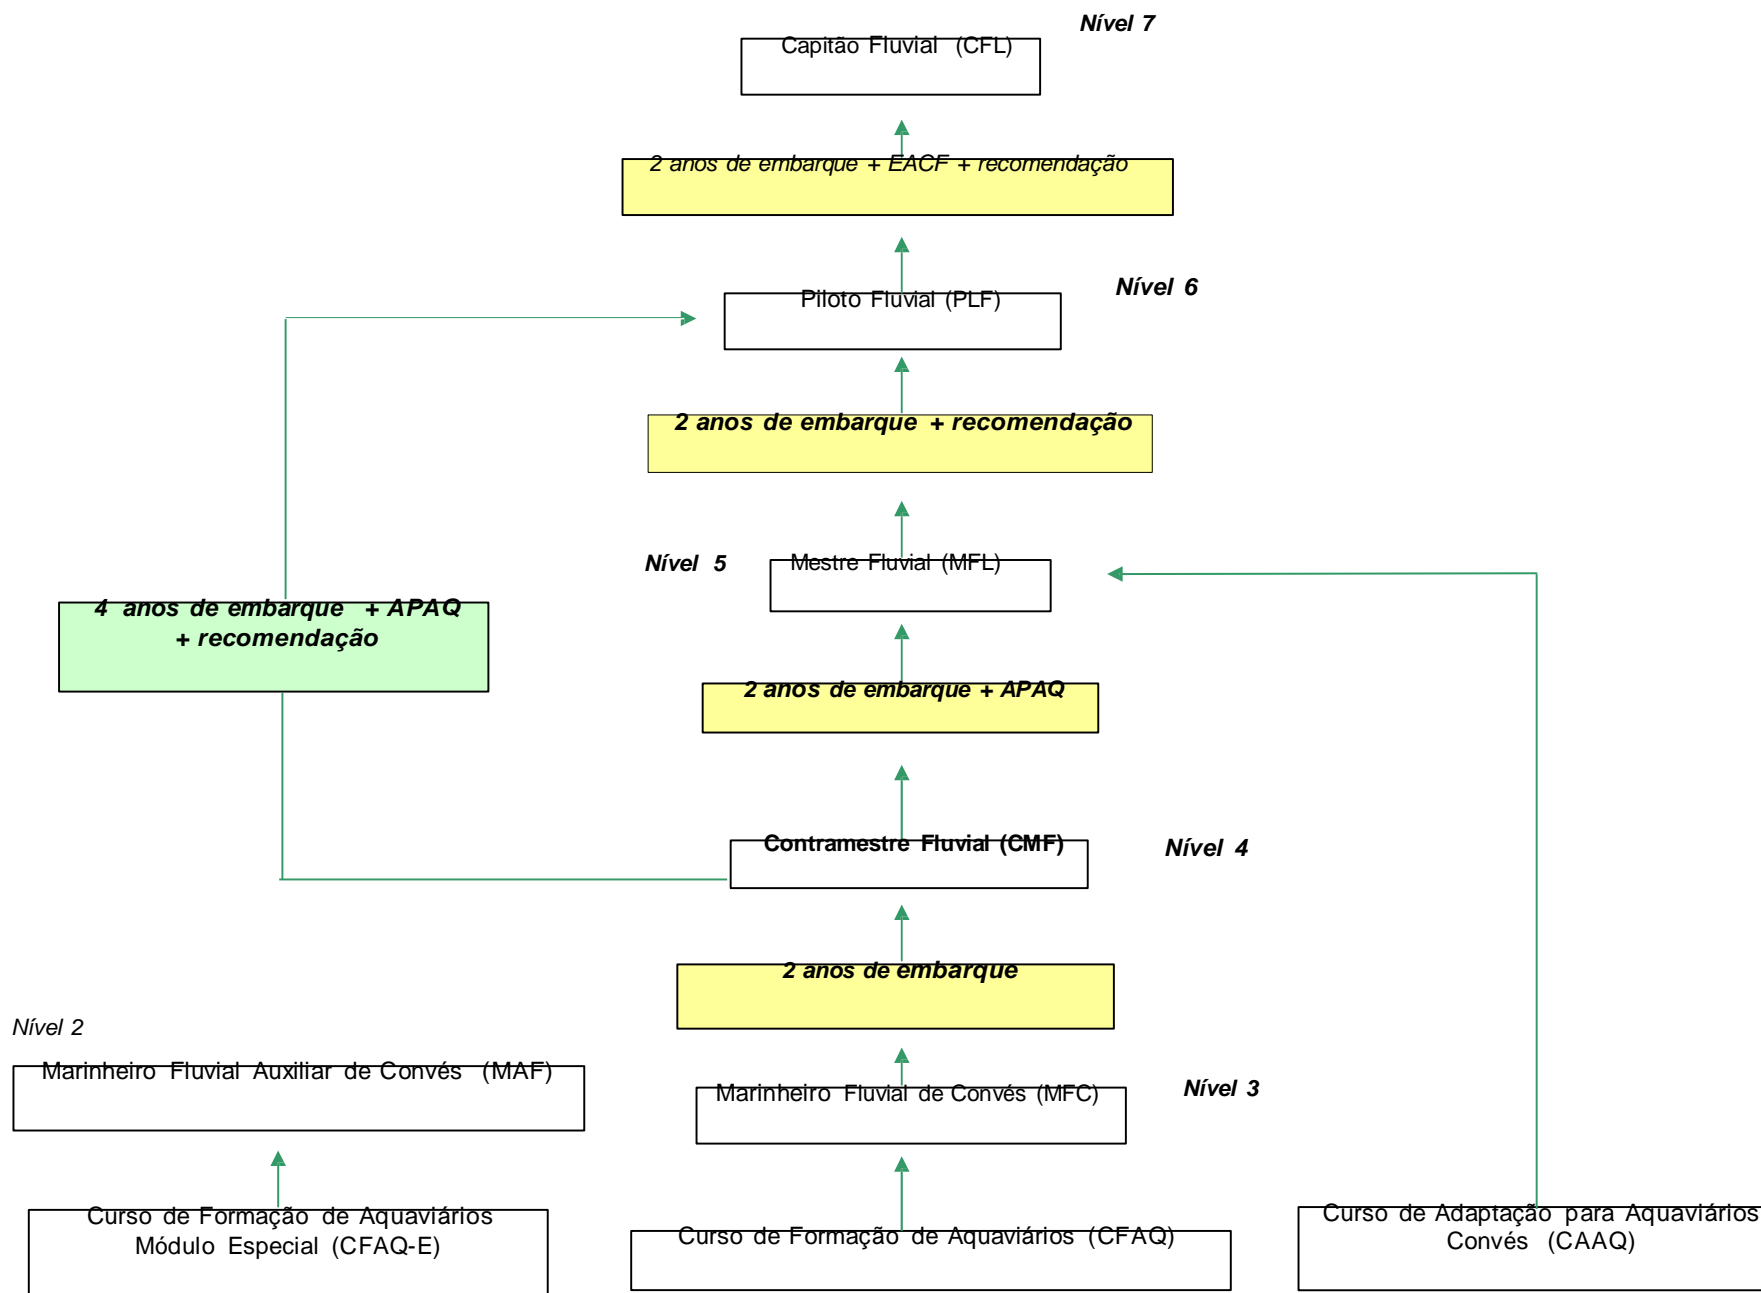 Nível 7
Capitão Fluvial (CFL)
2 anos de embarque + EACF + recomendação
Nível 6
Piloto Fluvial (PLF)
2 anos de embarque + recomendação
Nível 5
Mestre Fluvial (MFL)
4 anos de embarque + APAQ
+ recomendação
2 anos de embarque + APAQ
Contramestre Fluvial (CMF)
Nível 4
2 anos de embarque
Nível 2
Marinheiro Fluvial Auxiliar de Convés (MAF)
Marinheiro Fluvial de Convés (MFC)
Nível 3
Curso de Formação de Aquaviários
Módulo Especial (CFAQ-E)
Curso de Formação de Aquaviários (CFAQ)
Curso de Adaptação para Aquaviários
Convés (CAAQ)